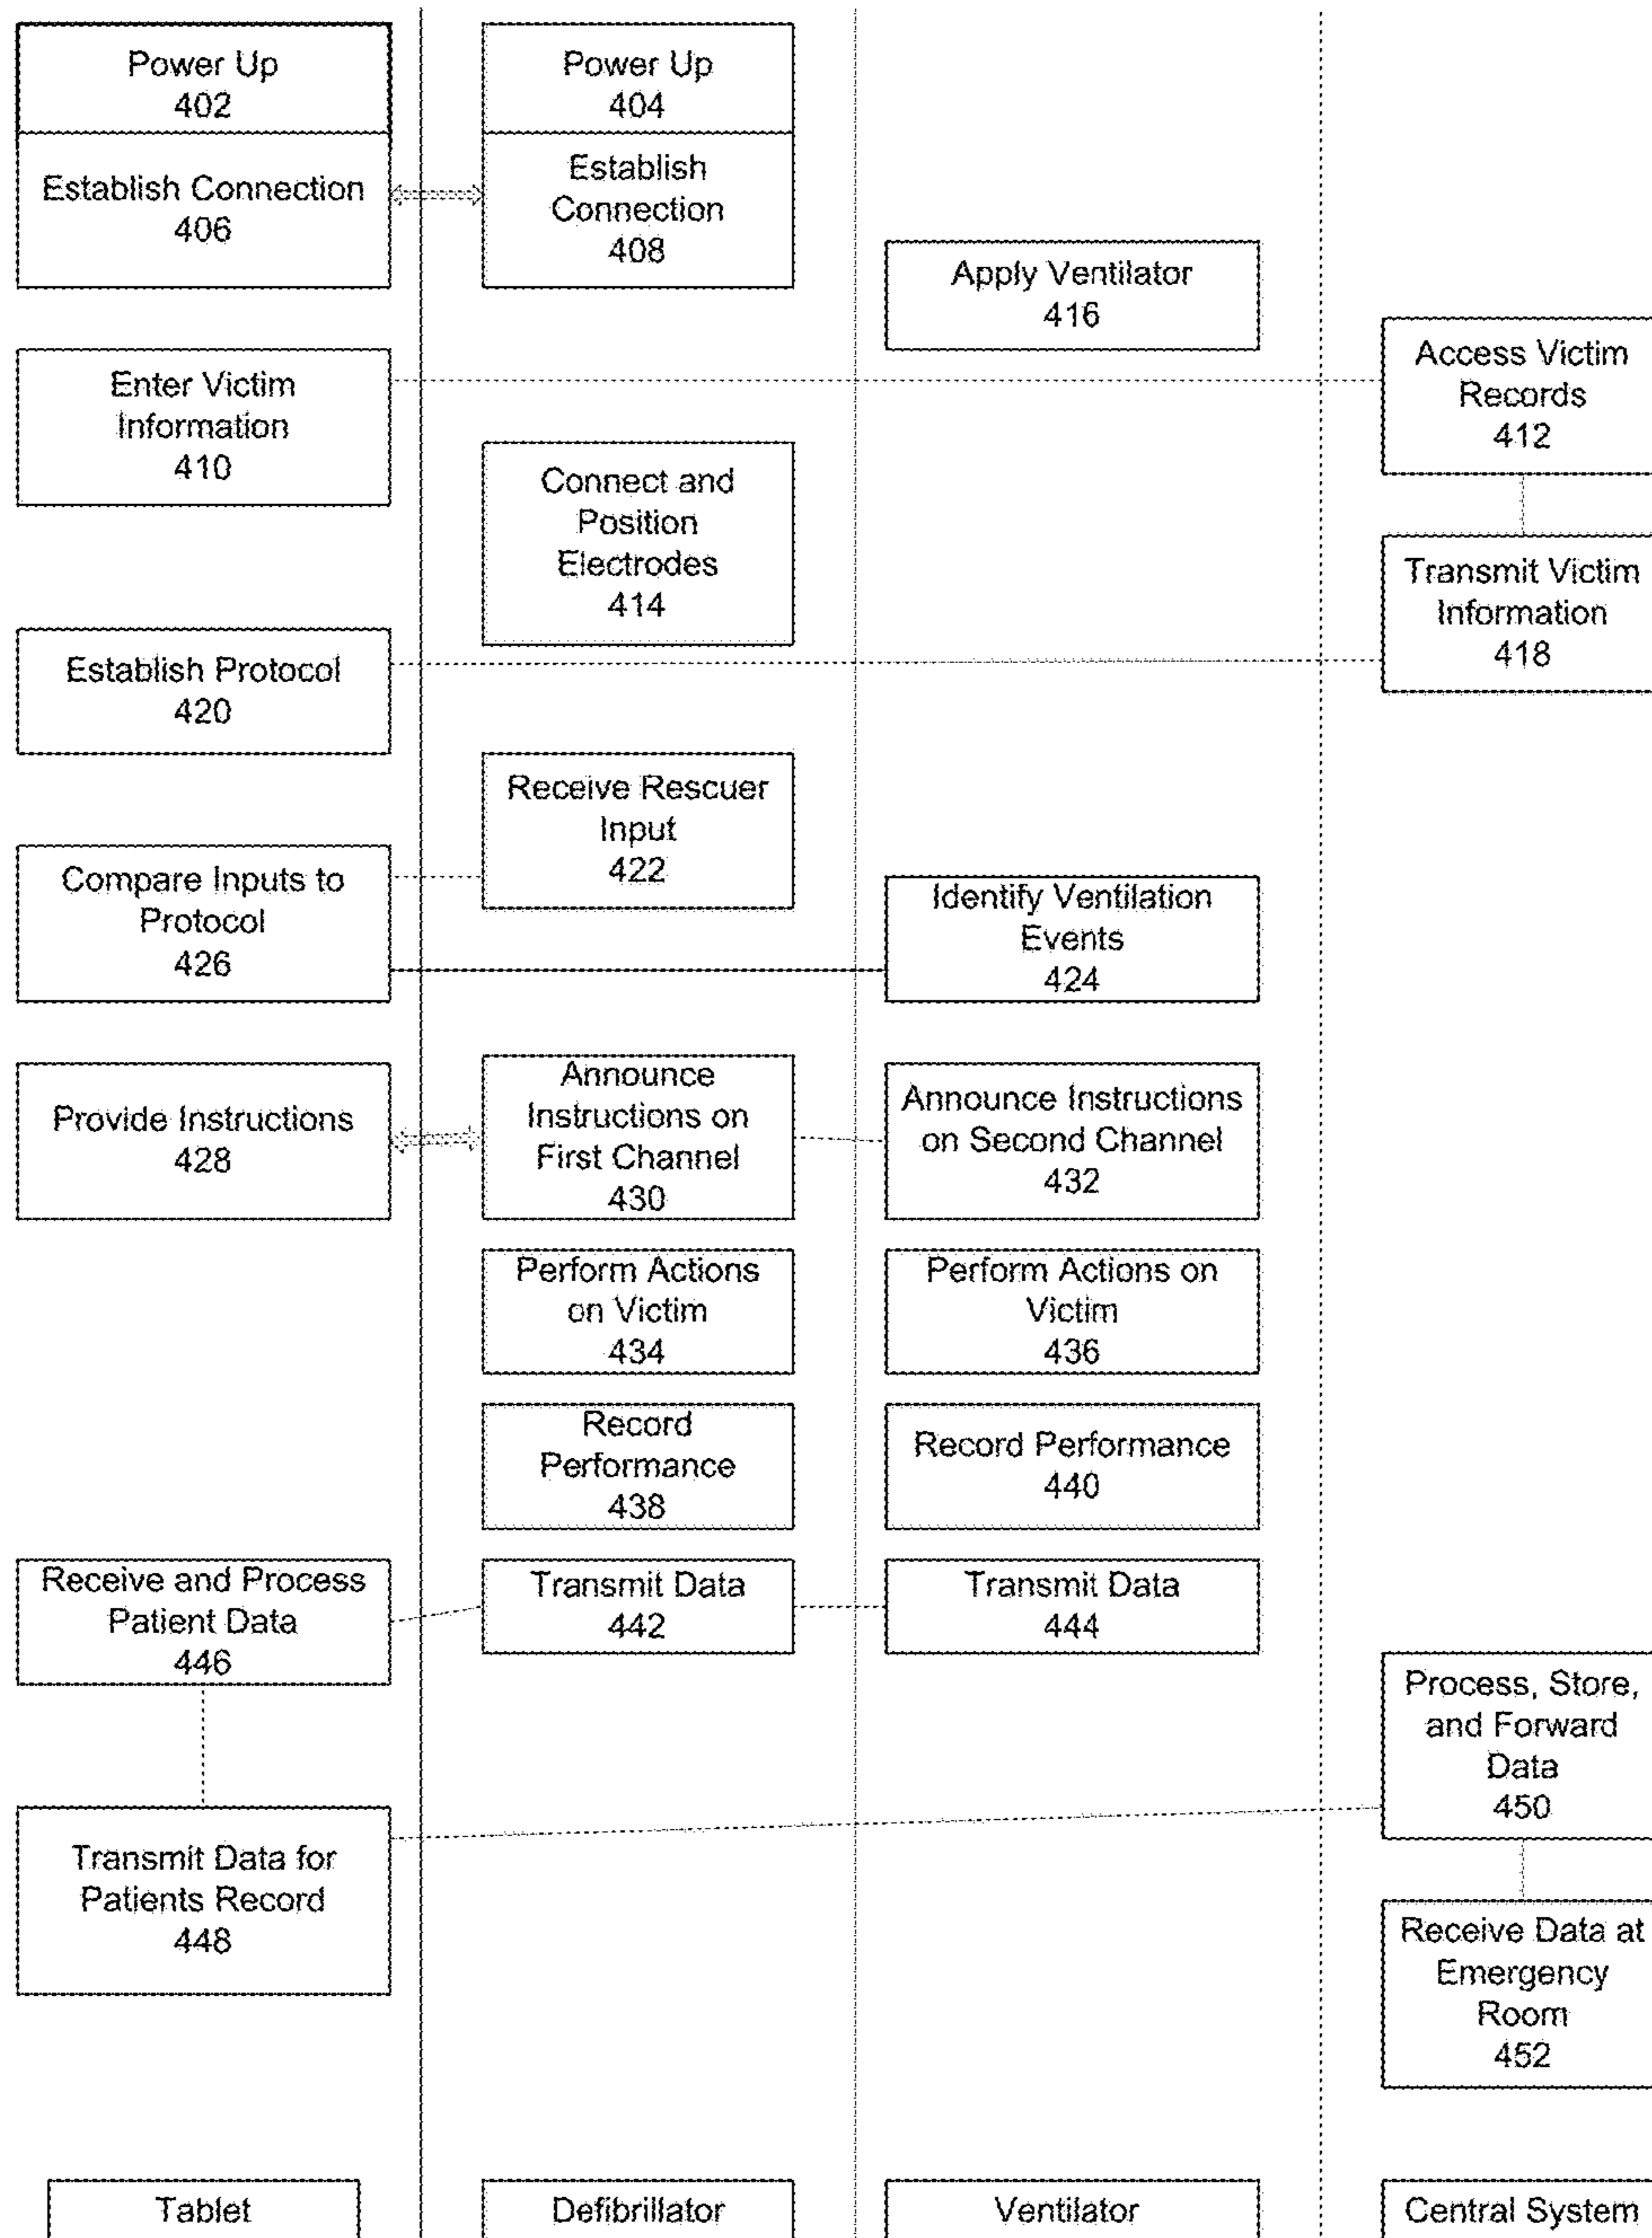 Power Up
402
Power Up
404
Establish Connection
406
Establish
Connection
408
Apply Ventilator
416
Enter Victim
Information
410
Access Victim
Records
412
Connect and
Position
Electrodes
414
Transmit Victim
Information
418
Establish Protocol
420
Receive Rescuer
Input
422
Compare Inputs to
Protocol
426
Identify Ventilation
Events
424
Provide Instructions
428
Announce
Instructions on
First Channel
430
Announce Instructions
on Second Channel
432
Perform Actions
on Victim
434
Perform Actions on
Victim
436
Record
Performance
438
Record Performance
440
Receive and Process
Patient Data
446
Transmit Data
442
Transmit Data
444
Process, Store,
and Forward
Data
450
Transmit Data for
Patients Record
448
Receive Data at
Emergency
Room
452
Tablet
Defibrillator
Ventilator
Central System